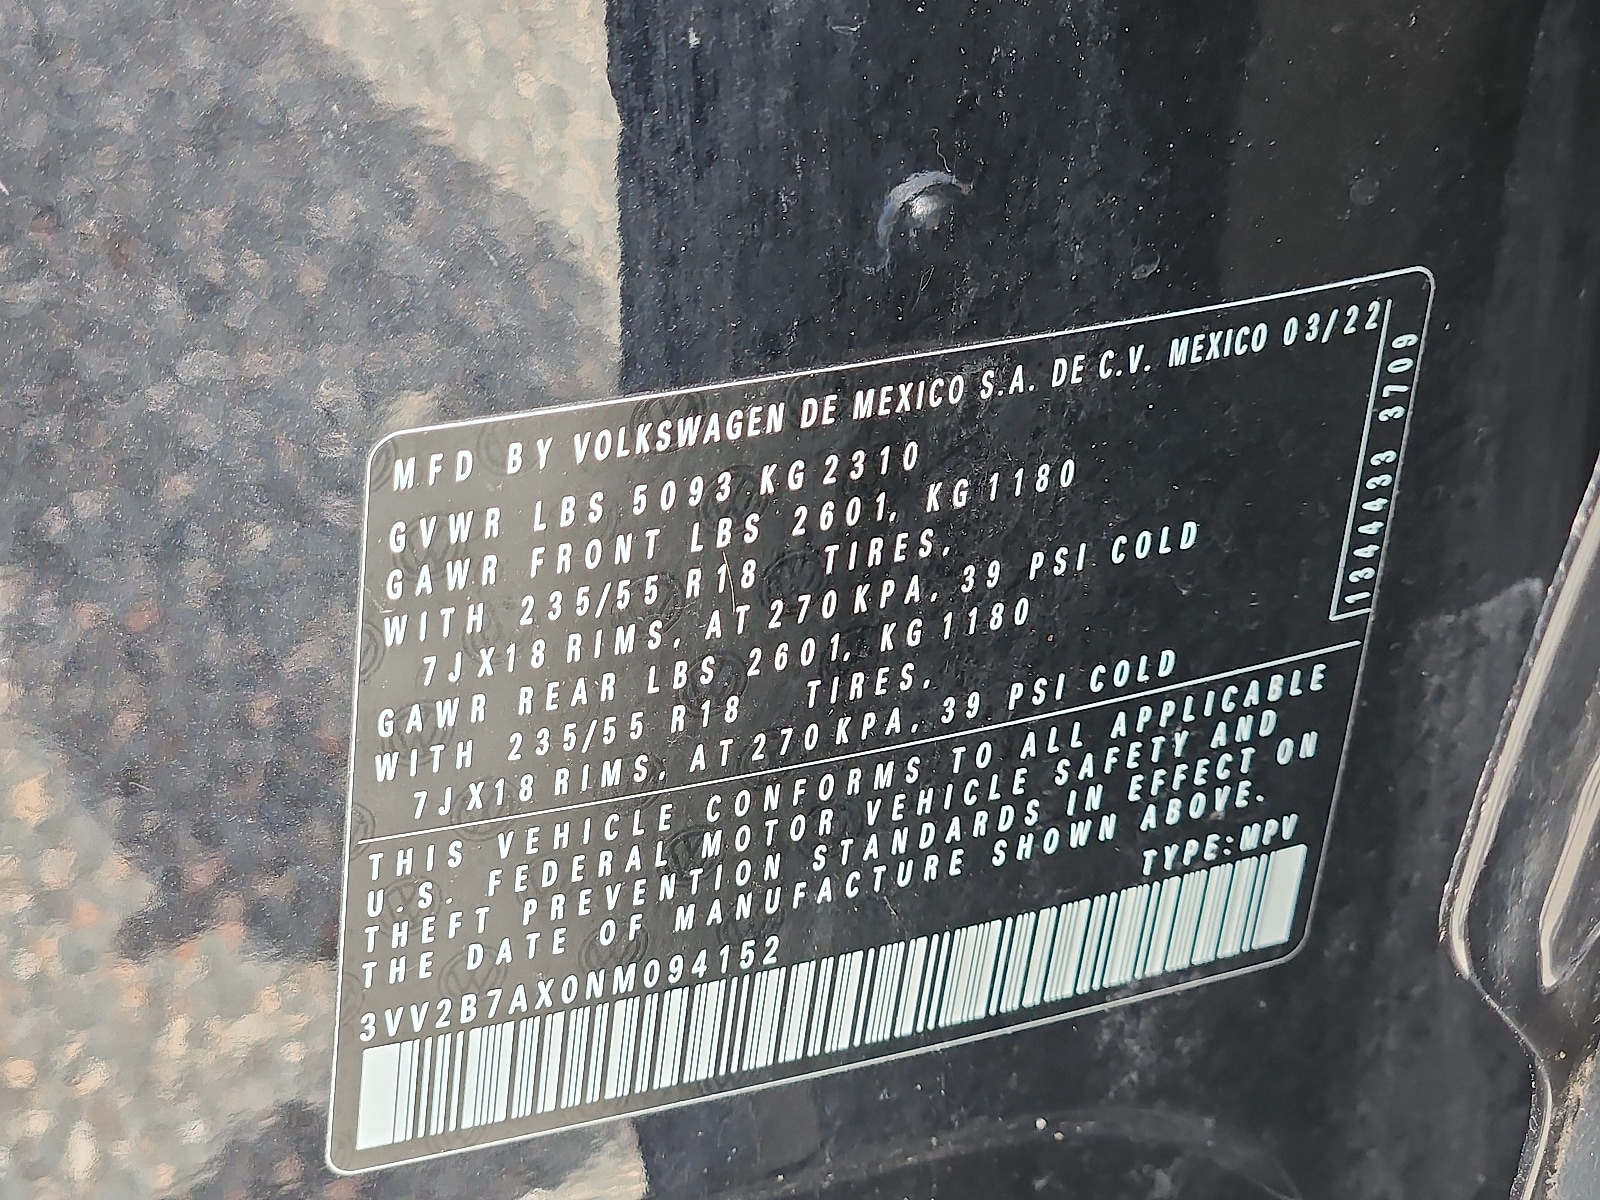 MFD BY VOLKSWAGEN DE MEXICO S.A. DE C.V. MEXICO 03/22
GVWR LBS 5093 KG 2310
GAWR FRONT LBS 2601. KG 1180
WITH 235/55 R18 TIRES.
7JX18 RIMS. AT 270 KPA. 39 PSI COLD
GAWR REAR LBS 2601. KG 1180
WITH 235/55 R18 TIRES.
7JX18 RIMS. AT 270 KPA. 39 PSI COLD
THIS VEHICLE CONFORMS TO ALL APPLICABLE
U.S. FEDERAL MOTOR VEHICLE SAFETY AND
THEFT PREVENTION STANDARDS IN EFFECT ON
THE DATE OF MANUFACTURE SHOWN ABOVE.
TYPE:MPV
3VV2B7AX0NM094152
1344433 3709